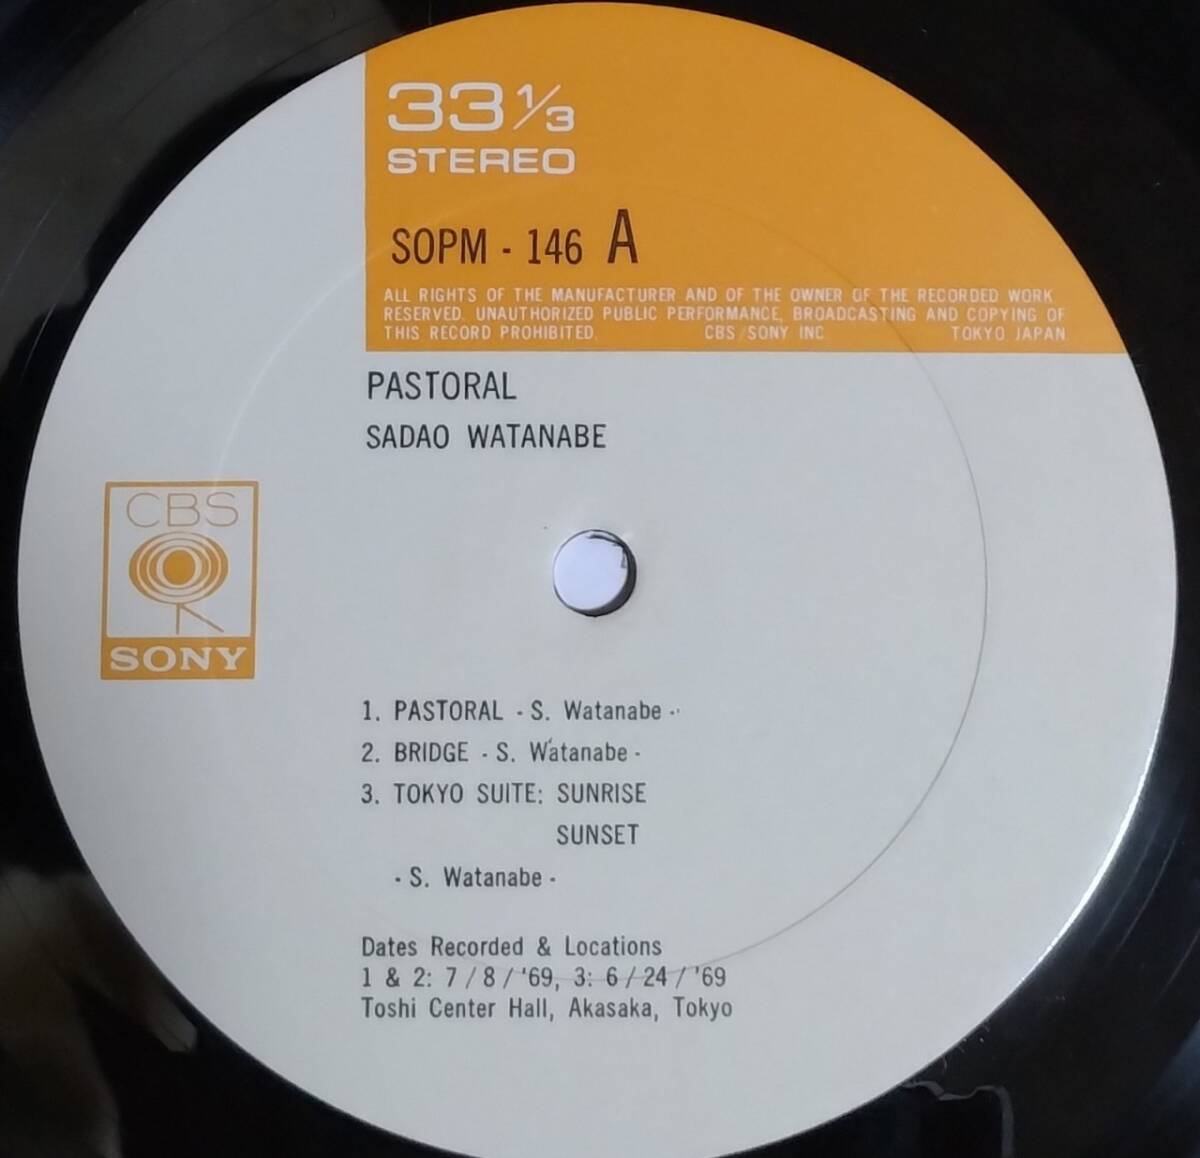 33 1/3
STEREO
SOPM - 146 A
ALL RIGHTS OF THE MANUFACTURER AND OF THE OWNER OF THE RECORDED WORK
RESERVED. UNAUTHORIZED PUBLIC PERFORMANCE, BROADCASTING AND COPYING OF
THIS RECORD PROHIBITED. CBS/SONY INC. TOKYO JAPAN
PASTORAL
SADAO WATANABE
CBS
SONY
1. PASTORAL - S. Watanabe -
2. BRIDGE - S. Watanabe -
3. TOKYO SUITE: SUNRISE
SUNSET
- S. Watanabe -
Dates Recorded & Locations
1 & 2: 7 / 8 / '69, 3: 6 / 24 / '69
Toshi Center Hall, Akasaka, Tokyo